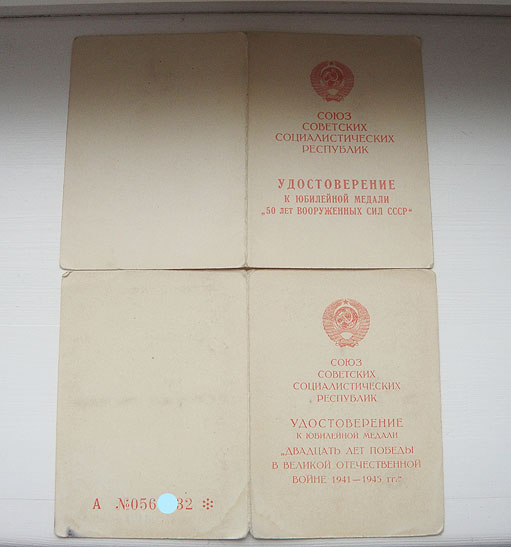 СОЮЗ
СОВЕТСКИХ
СОЦИАЛИСТИЧЕСКИХ
РЕСПУБЛИК
УДОСТОВЕРЕНИЕ
К ЮБИЛЕЙНОЙ МЕДАЛИ
„50 ЛЕТ ВООРУЖЕННЫХ СИЛ СССР"
СОЮЗ
СОВЕТСКИХ
СОЦИАЛИСТИЧЕСКИХ
РЕСПУБЛИК
УДОСТОВЕРЕНИЕ
К ЮБИЛЕЙНОЙ МЕДАЛИ
„ДВАДЦАТЬ ЛЕТ ПОБЕДЫ
В ВЕЛИКОЙ ОТЕЧЕСТВЕННОЙ
ВОЙНЕ 1941—1945 гг."
А №056 32 *